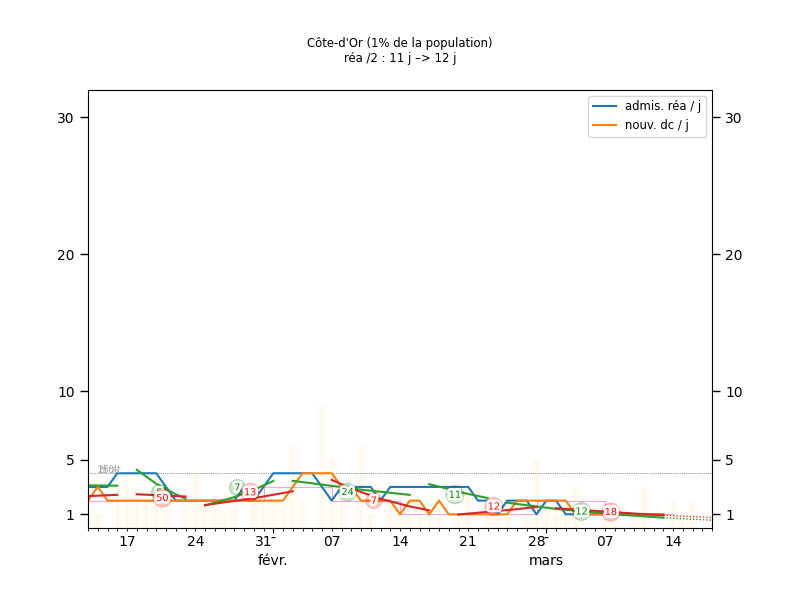 Côte-d'Or (1% de la population)
réa /2 : 11 j –> 12 j
admis. réa / j
nouv. dc / j
30 30
20 20
10 10
5 5
1 1
50 7 13 24 7 11 12 12 18
17 24 31 07 14 21 28 07 14
févr. mars